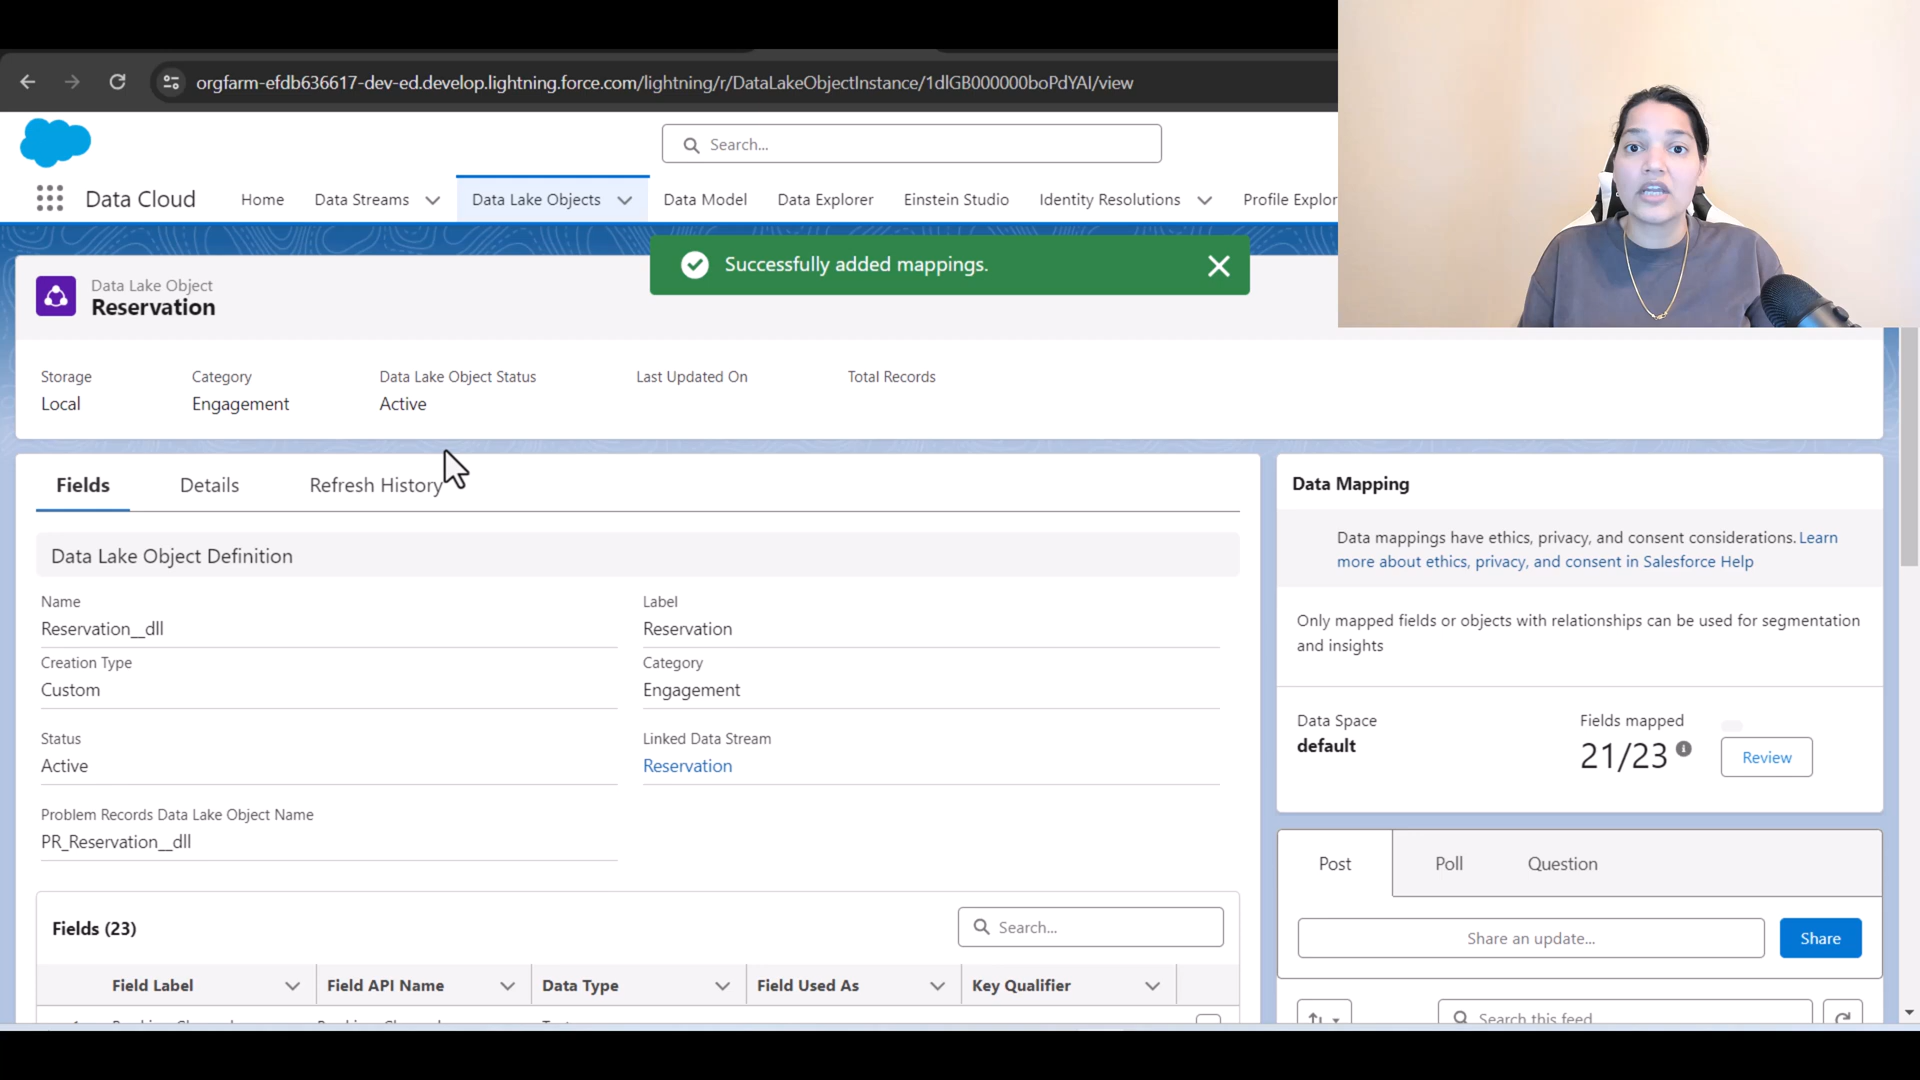 orgfarm-efdb636617-dev-ed.develop.lightning.force.com/lightning/r/DataLakeObjectInstance/1dlGB000000boPdYAI/view
Search...
Data Cloud
Home
Data Streams
Data Lake Objects
Data Model
Data Explorer
Einstein Studio
Identity Resolutions
Profile Explor
Successfully added mappings.
Data Lake Object
Reservation
Storage
Local
Category
Engagement
Data Lake Object Status
Active
Last Updated On
Total Records
Fields
Details
Refresh History
Data Lake Object Definition
Name
Reservation__dll
Label
Reservation
Creation Type
Custom
Category
Engagement
Status
Active
Linked Data Stream
Reservation
Problem Records Data Lake Object Name
PR_Reservation__dll
Fields (23)
Search...
Field Label
Field API Name
Data Type
Field Used As
Key Qualifier
Data Mapping
Data mappings have ethics, privacy, and consent considerations. Learn
more about ethics, privacy, and consent in Salesforce Help
Only mapped fields or objects with relationships can be used for segmentation
and insights
Data Space
default
Fields mapped
21/23
Review
Post
Poll
Question
Share an update...
Share
Search this feed